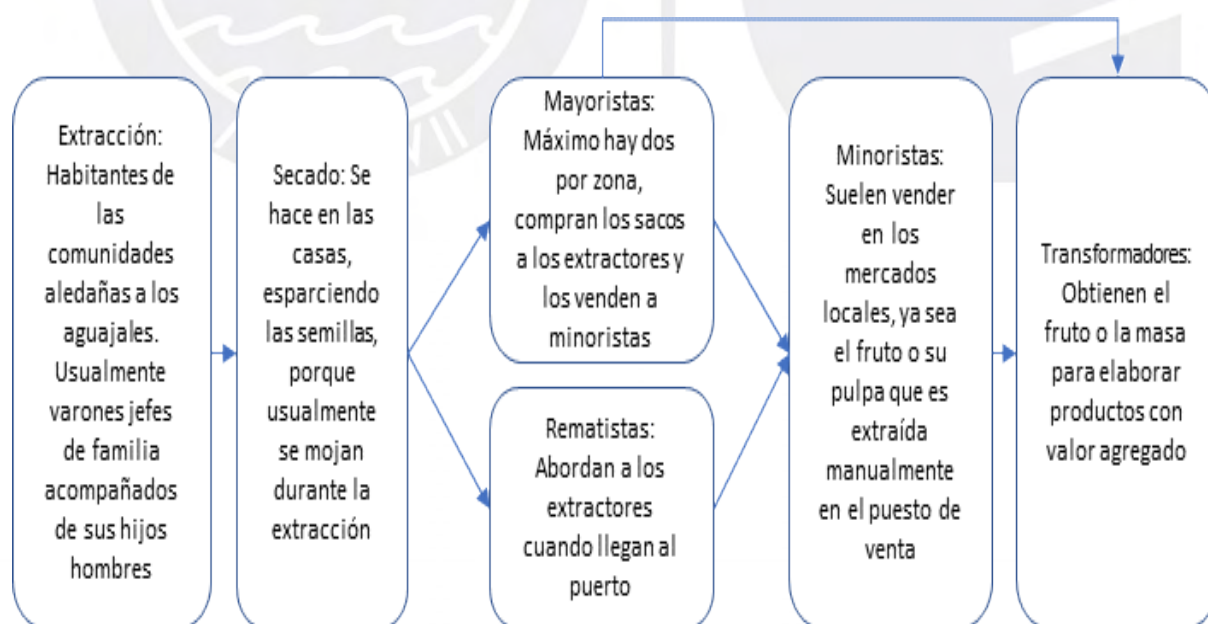 Extracción:
Habitantes de
las
comunidades
aledañas a los
aguajales.
Usualmente
varones jefes
de familia
acompañados
de sus hijos
hombres
Secado: Se
hace en las
casas,
esparciendo
las semillas,
porque
usualmente
se mojan
durante la
extracción
Mayoristas:
Máximo hay dos
por zona,
compran los sacos
a los extractores y
los venden a
minoristas
Rematistas:
Abordan a los
extractores
cuando llegan al
puerto
Minoristas:
Suelen vender
en los
mercados
locales, ya sea
el fruto o su
pulpa que es
extraída
manualmente
en el puesto de
venta
Transformadores:
Obtienen el
fruto o la masa
para elaborar
productos con
valor agregado